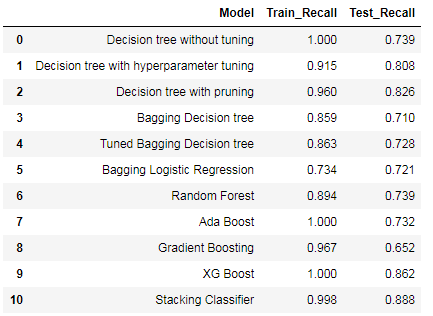 Model Train_Recall Test_Recall
0 Decision tree without tuning 1.000 0.739
1 Decision tree with hyperparameter tuning 0.915 0.808
2 Decision tree with pruning 0.960 0.826
3 Bagging Decision tree 0.859 0.710
4 Tuned Bagging Decision tree 0.863 0.728
5 Bagging Logistic Regression 0.734 0.721
6 Random Forest 0.894 0.739
7 Ada Boost 1.000 0.732
8 Gradient Boosting 0.967 0.652
9 XG Boost 1.000 0.862
10 Stacking Classifier 0.998 0.888